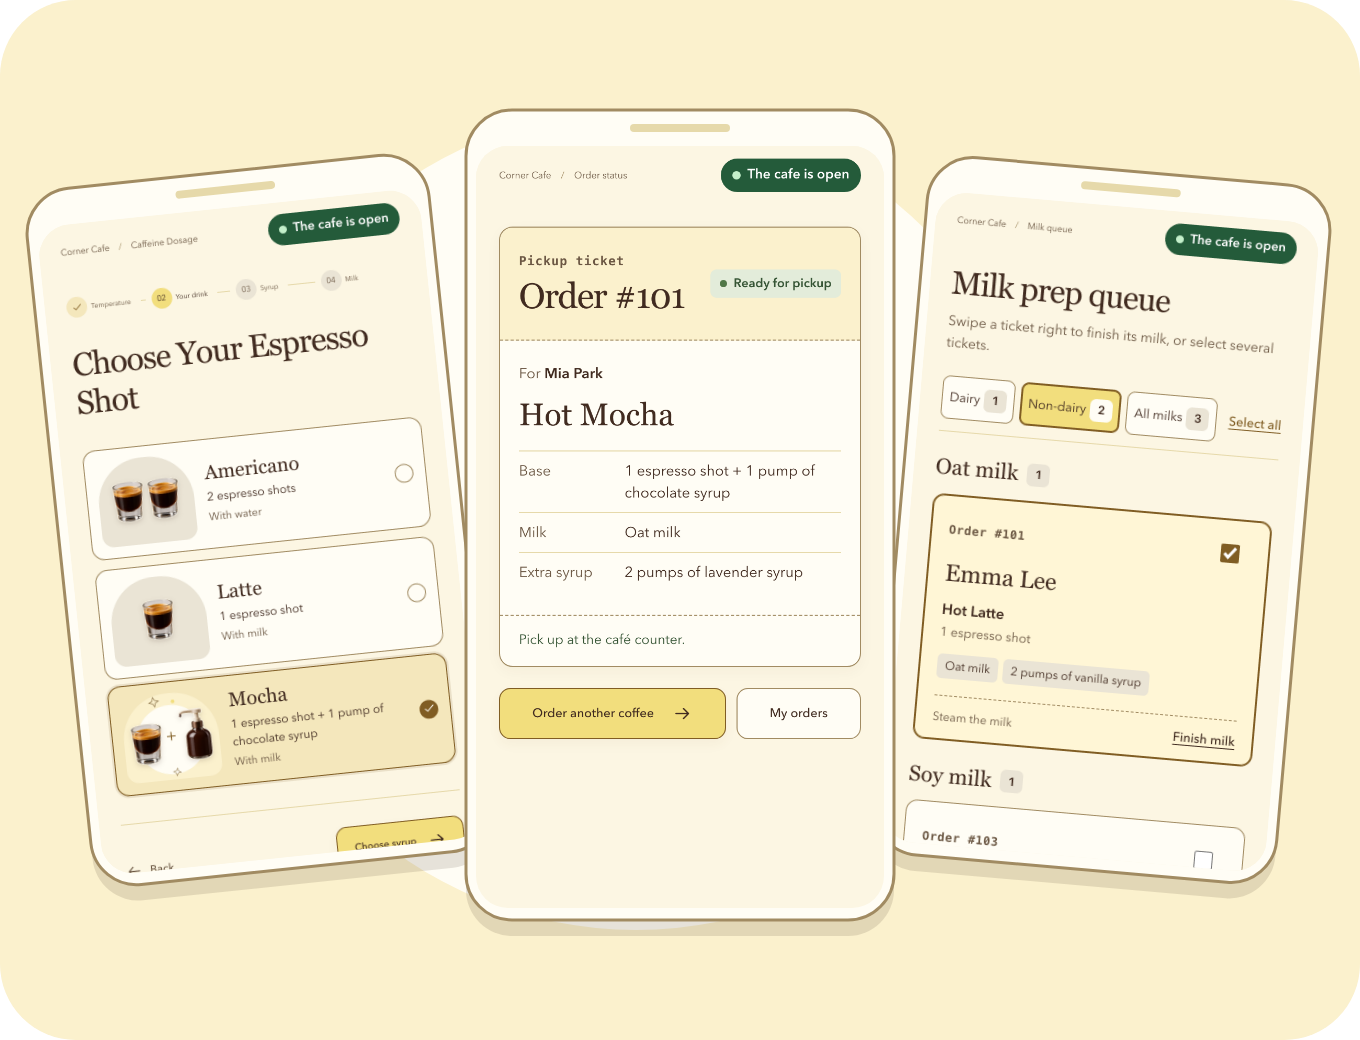 Corner Cafe / Caffeine Dosage
The cafe is open
Temperature
02 Your drink
03 Syrup
04 Milk
Choose Your Espresso
Shot
Americano
2 espresso shots
With water
Latte
1 espresso shot
With milk
Mocha
1 espresso shot + 1 pump of
chocolate syrup
With milk
+
← Back
Choose syrup →
Corner Cafe / Order status
The cafe is open
Pickup ticket
Order #101
Ready for pickup
For Mia Park
Hot Mocha
Base 1 espresso shot + 1 pump of
chocolate syrup
Milk Oat milk
Extra syrup 2 pumps of lavender syrup
Pick up at the café counter.
Order another coffee →
My orders
Corner Cafe / Milk queue
The cafe is open
Milk prep queue
Swipe a ticket right to finish its milk, or select several
tickets.
Dairy 1
Non-dairy 2
All milks 3
Select all
Oat milk 1
Order #101
Emma Lee
Hot Latte
1 espresso shot
Oat milk
2 pumps of vanilla syrup
Steam the milk
Finish milk
Soy milk 1
Order #103